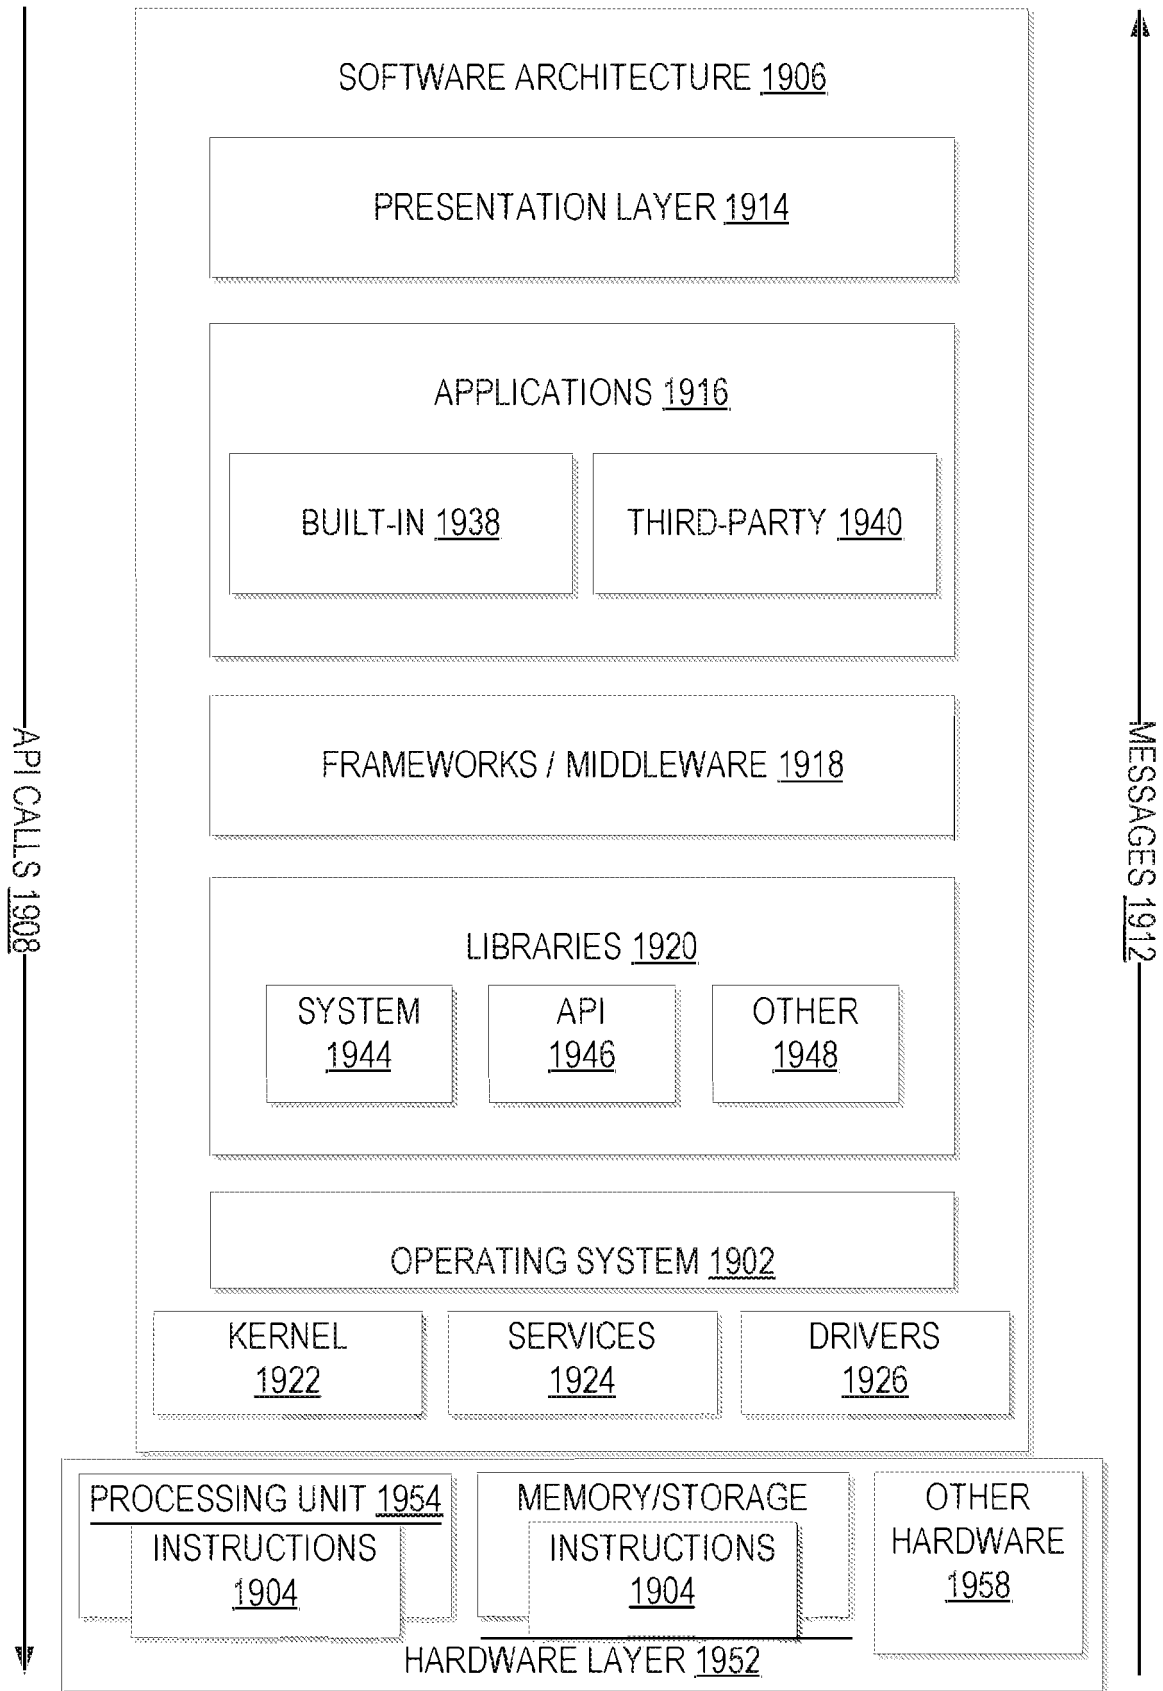 SOFTWARE ARCHITECTURE 1906
PRESENTATION LAYER 1914
APPLICATIONS 1916
BUILT-IN 1938
THIRD-PARTY 1940
FRAMEWORKS / MIDDLEWARE 1918
API CALLS 1908
MESSAGES 1912
LIBRARIES 1920
SYSTEM
1944
API
1946
OTHER
1948
OPERATING SYSTEM 1902
KERNEL
1922
SERVICES
1924
DRIVERS
1926
PROCESSING UNIT 1954
INSTRUCTIONS
1904
MEMORY/STORAGE
INSTRUCTIONS
1904
OTHER
HARDWARE
1958
HARDWARE LAYER 1952